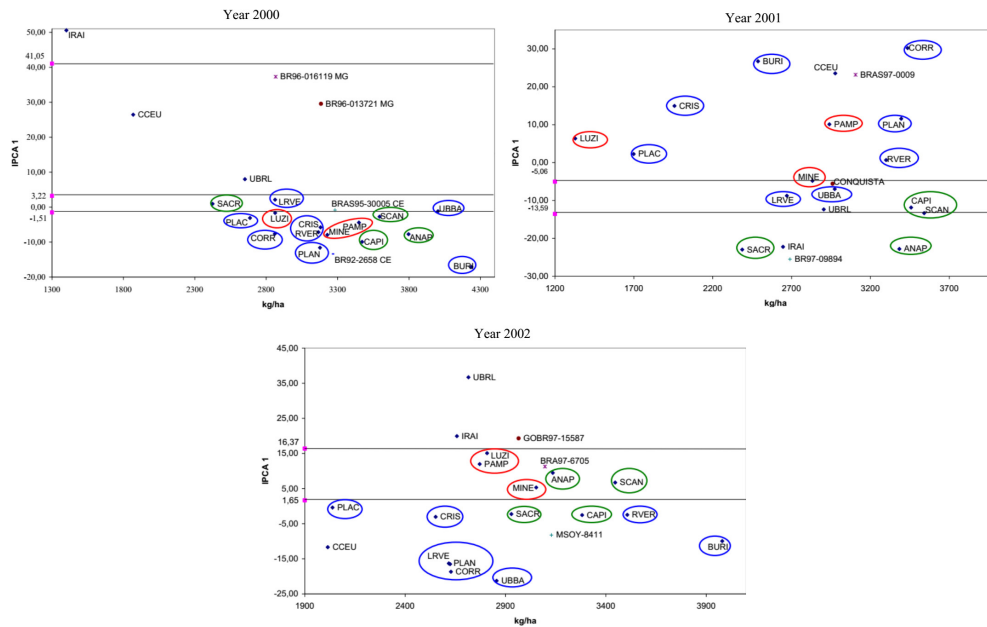 Year 2000
50,00
41,05
40,00
30,00
20,00
10,00
3,22
0,00
-1,51
-10,00
-20,00
IPCA 1
1300
1800
2300
2800
3300
3800
4300
kg/ha
IRAI
BR96-016119 MG
BR96-013721 MG
CCEU
UBRL
SACR
LRVE
BRAS95-30005 CE
UBBA
PLAC
LUZI
SCAN
CRIS
PAMP
RVER
MINE
CORR
CAPI
ANAP
PLAN
BR92-2658 CE
BURI
Year 2001
30,00
20,00
10,00
0,00
-5,06
-10,00
-13,59
-20,00
-30,00
IPCA 1
1200
1700
2200
2700
3200
3700
kg/ha
CORR
BURI
CCEU
BRAS97-0009
CRIS
PAMP
PLAN
LUZI
PLAC
RVER
MINE
CONQUISTA
LRVE
UBBA
CAPI
UBRL
SCAN
SACR
IRAI
ANAP
BR97-09894
Year 2002
45,00
35,00
25,00
16,37
15,00
5,00
1,65
-5,00
-15,00
-25,00
IPCA 1
1900
2400
2900
3400
3900
kg/ha
UBRL
IRAI
GOBR97-15587
LUZI
PAMP
BRA97-6705
ANAP
MINE
SCAN
PLAC
CRIS
SACR
CAPI
RVER
MSOY-8411
CCEU
BURI
LRVE
PLAN
CORR
UBBA